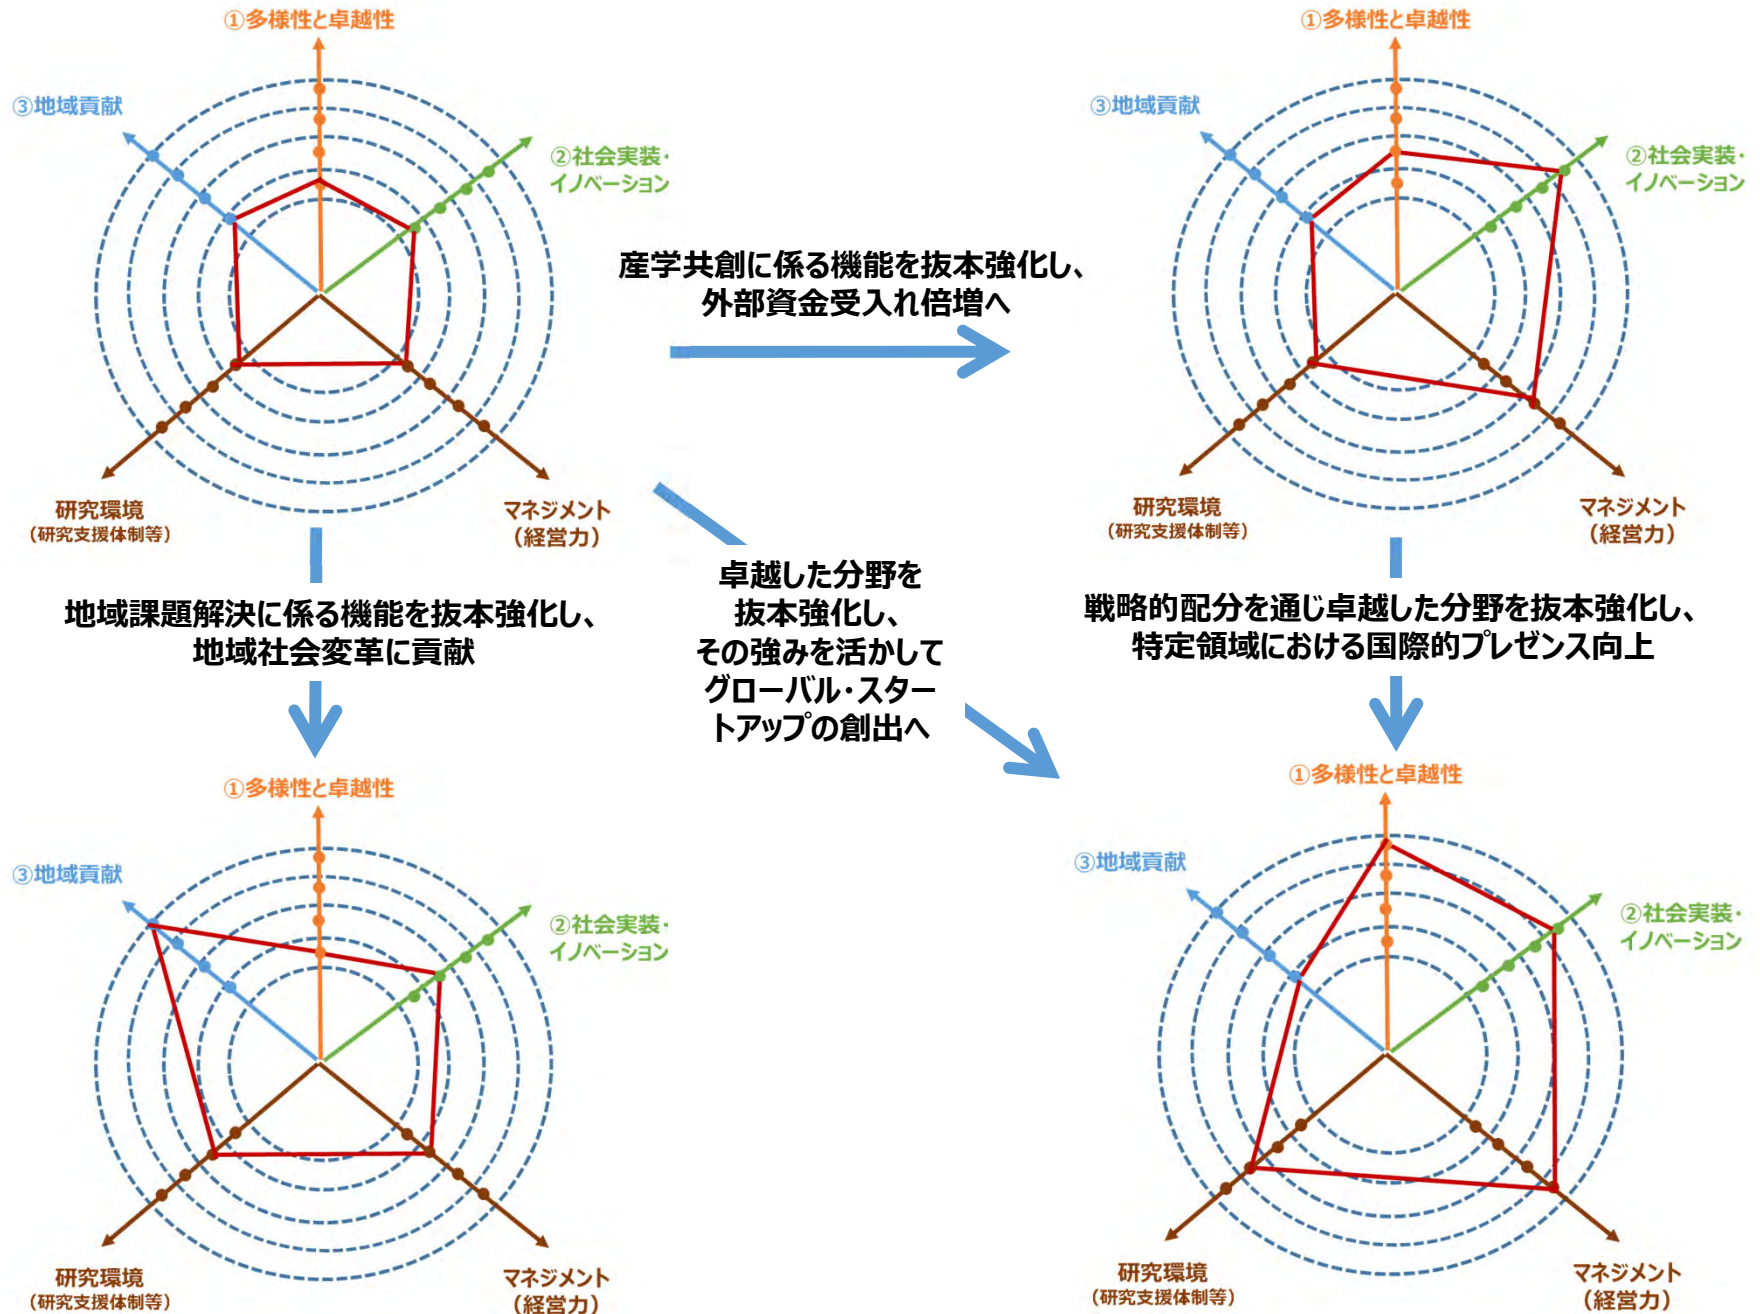 ①多様性と卓越性
③地域貢献
②社会実装・
イノベーション
研究環境
（研究支援体制等）
マネジメント
（経営力）
産学共創に係る機能を抜本強化し、
外部資金受入れ倍増へ
①多様性と卓越性
③地域貢献
②社会実装・
イノベーション
研究環境
（研究支援体制等）
マネジメント
（経営力）
地域課題解決に係る機能を抜本強化し、
地域社会変革に貢献
卓越した分野を
抜本強化し、
その強みを活かして
グローバル・スター
トアップの創出へ
戦略的配分を通じ卓越した分野を抜本強化し、
特定領域における国際的プレゼンス向上
①多様性と卓越性
③地域貢献
②社会実装・
イノベーション
研究環境
（研究支援体制等）
マネジメント
（経営力）
①多様性と卓越性
③地域貢献
②社会実装・
イノベーション
研究環境
（研究支援体制等）
マネジメント
（経営力）